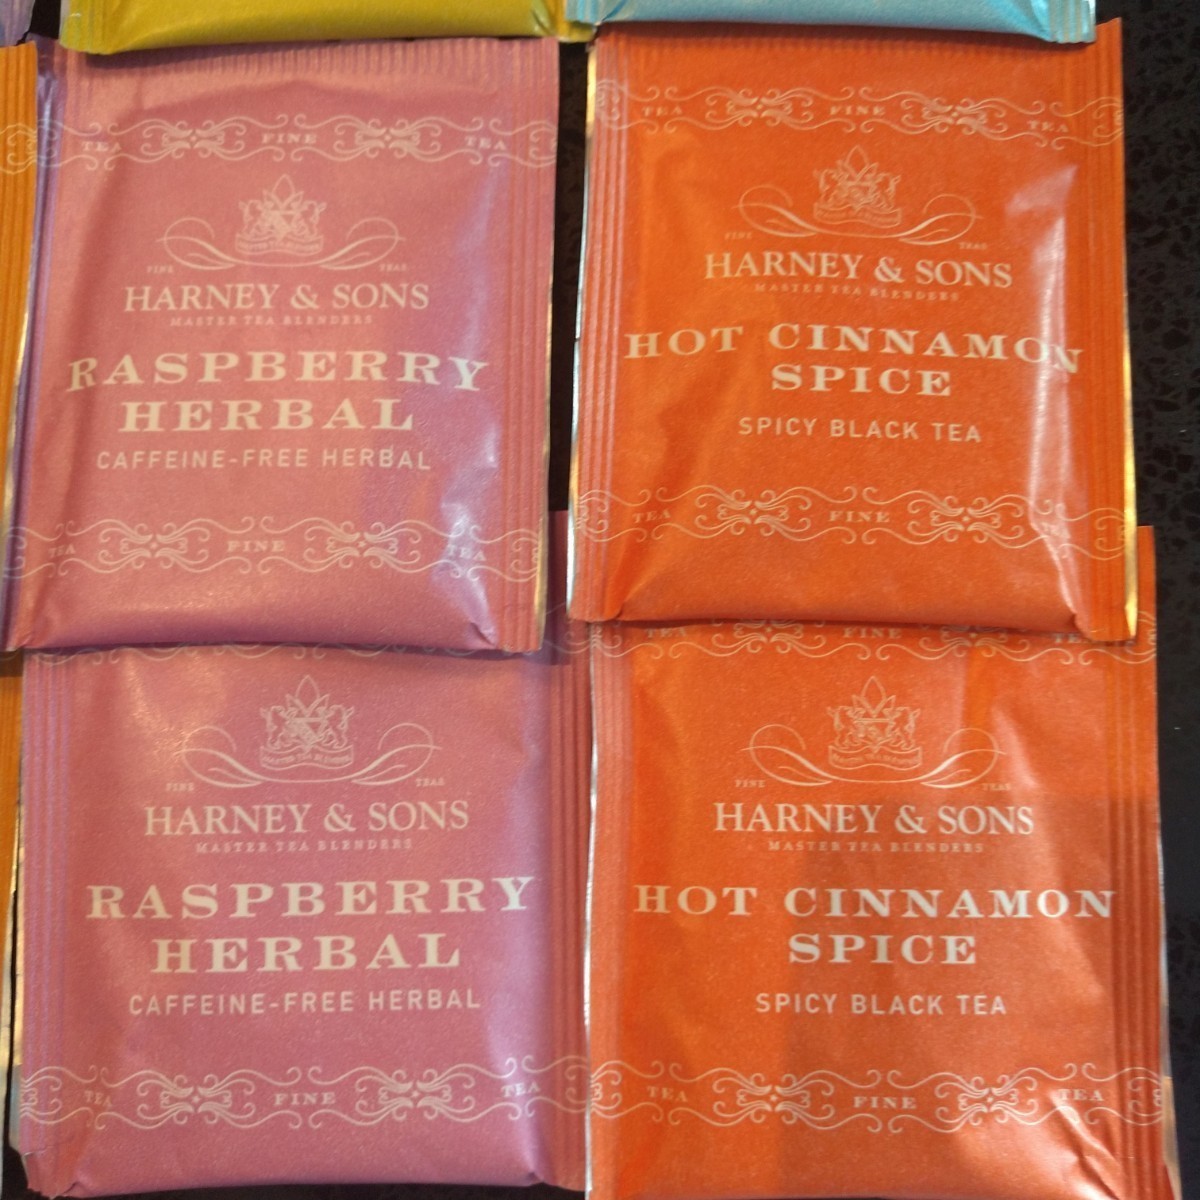 TEA FINE TEA
FINE TEAS
HARNEY & SONS
MASTER TEA BLENDERS
RASPBERRY
HERBAL
CAFFEINE-FREE HERBAL
TEA FINE TEA
TEA FINE TEA
FINE TEAS
HARNEY & SONS
MASTER TEA BLENDERS
HOT CINNAMON
SPICE
SPICY BLACK TEA
TEA FINE
FINE TEAS
HARNEY & SONS
MASTER TEA BLENDERS
RASPBERRY
HERBAL
CAFFEINE-FREE HERBAL
TEA FINE TEA
TEA FINE TEA
FINE TEAS
HARNEY & SONS
MASTER TEA BLENDERS
HOT CINNAMON
SPICE
SPICY BLACK TEA
TEA FINE TEA